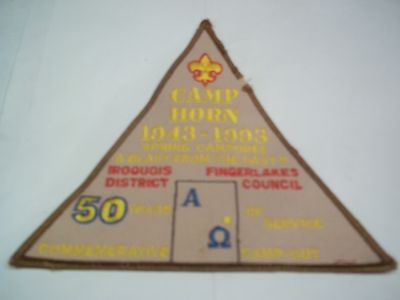 CAMP
HORN
1943-1993
SPRING CAMPOREE
A BLAST FROM THE PAST!!
IROQUOIS FINGERLAKES
DISTRICT COUNCIL
50 YEARS A OF
Ω SERVICE
COMMEMERATIVE CAMP-OUT